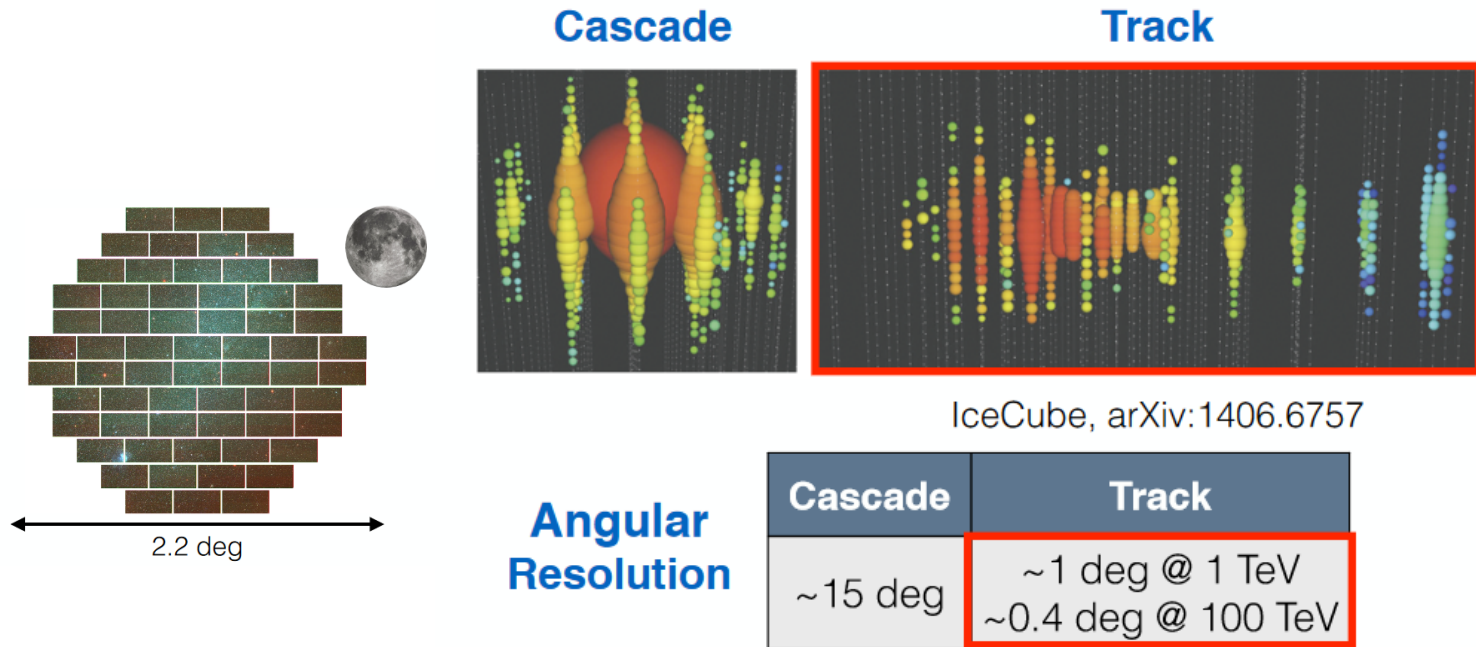 Cascade
Track
IceCube, arXiv:1406.6757
2.2 deg
Angular
Resolution
Cascade
Track
~15 deg
~1 deg @ 1 TeV
~0.4 deg @ 100 TeV